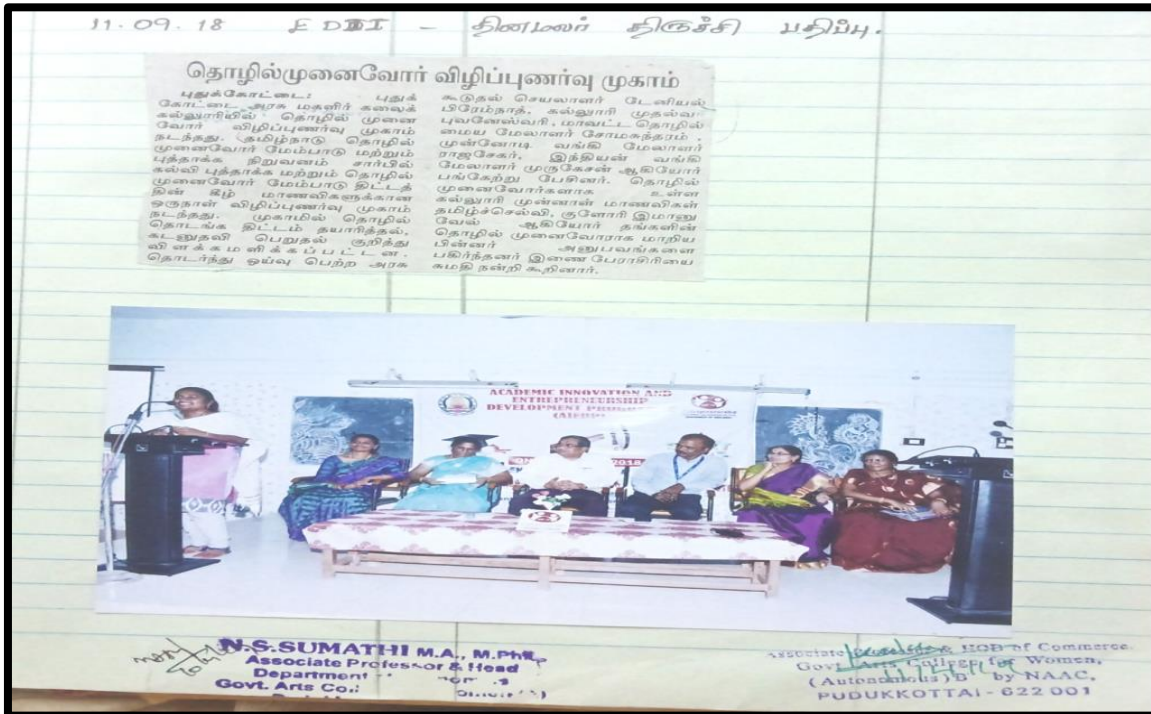 11.09.18 EDII - தினமலர் திருச்சி பதிப்பு.
தொழில்முனைவோர் விழிப்புணர்வு முகாம்
புதுக்கோட்டை: புதுக்
கோட்டை அரசு மகளிர் கலைக்
கல்லூரியில் தொழில் முனை
வோர் விழிப்புணர்வு முகாம்
நடந்தது. தமிழ்நாடு தொழில்
முனைவோர் மேம்பாடு மற்றும்
புத்தாக்க நிறுவனம் சார்பில்
கல்வி புத்தாக்க மற்றும் தொழில்
முனைவோர் மேம்பாடு திட்டத்
தின் கீழ் மாணவிகளுக்கான
ஒருநாள் விழிப்புணர்வு முகாம்
நடந்தது. முகாமில் தொழில்
தொடங்க திட்டம் தயாரித்தல்,
கடனுதவி பெறுதல் குறித்து
விளக்கமளிக்கப்பட்டன.
தொடர்ந்து ஓய்வு பெற்ற அரசு
கூடுதல் செயலாளர் டேனியல்
பிரேம்நாத், கல்லூரி முதல்வர்
புவனேஸ்வரி, மாவட்ட தொழில்
மைய மேலாளர் சோமசுந்தரம்,
முன்னோடி வங்கி மேலாளர்
ராஜசேகர், இந்தியன் வங்கி
மேலாளர் முருகேசன் ஆகியோர்
பங்கேற்று பேசினர். தொழில்
முனைவோர்களாக உள்ள
கல்லூரி முன்னாள் மாணவிகள்
தமிழ்ச்செல்வி, குளோரி இமானு
வேல் ஆகியோர் தங்களின்
தொழில் முனைவோராக மாறிய
பின்னர் அனுபவங்களை
பகிர்ந்தனர் இணை பேராசிரியை
சுமதி நன்றி கூறினார்.
ACADEMIC INNOVATION AND
ENTREPRENEURSHIP
DEVELOPMENT
2018
N.S.SUMATHI M.A., M.Phil.,
Associate Professor & Head
Department
Govt. Arts
Associate HOD of Commerce
Govt. Arts College for Women,
(Autonomous) by NAAC,
PUDUKKOTTAI - 622 001